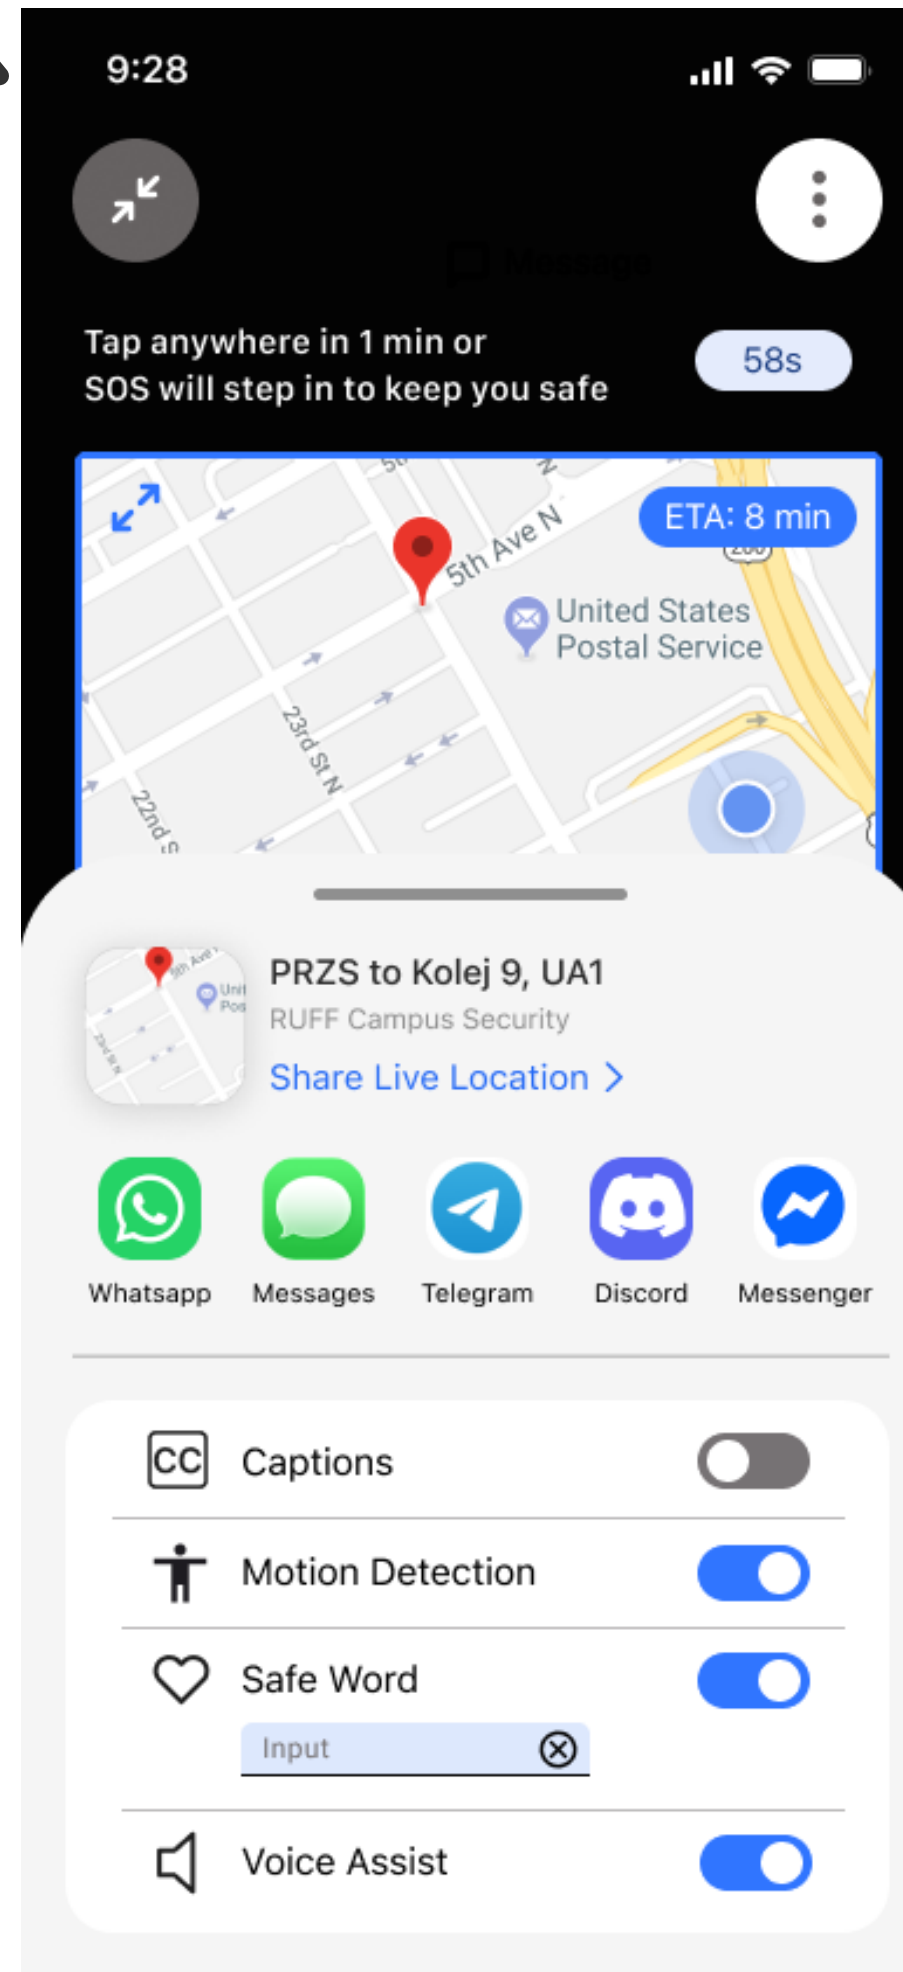 9:28
Message
Tap anywhere in 1 min or
SOS will step in to keep you safe
58s
ETA: 8 min
5th Ave N
United States
Postal Service
23rd St N
22nd S
N
PRZS to Kolej 9, UA1
RUFF Campus Security
Share Live Location >
Whatsapp Messages Telegram Discord Messenger
CC Captions
Motion Detection
Safe Word
Input
Voice Assist